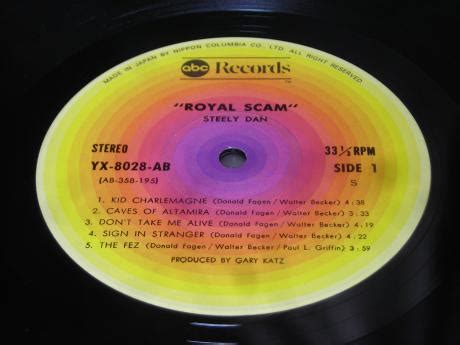 MADE IN JAPAN BY NIPPON COLUMBIA CO., LTD. ALL RIGHT RESERVED
abc Records
"ROYAL SCAM"
STEELY DAN
STEREO 33 1/3 RPM
YX-8028-AB SIDE 1
(AB-358-195) S
1. KID CHARLEMAGNE (Donald Fagen/Walter Becker) 4:38
2. CAVES OF ALTAMIRA (Donald Fagen/Walter Becker) 3:33
3. DON'T TAKE ME ALIVE (Donald Fagen/Walter Becker) 4:19
4. SIGN IN STRANGER (Donald Fagen/Walter Becker) 4:22
5. THE FEZ (Donald Fagen/Walter Becker/Paul L. Griffin) 3:59
PRODUCED BY GARY KATZ